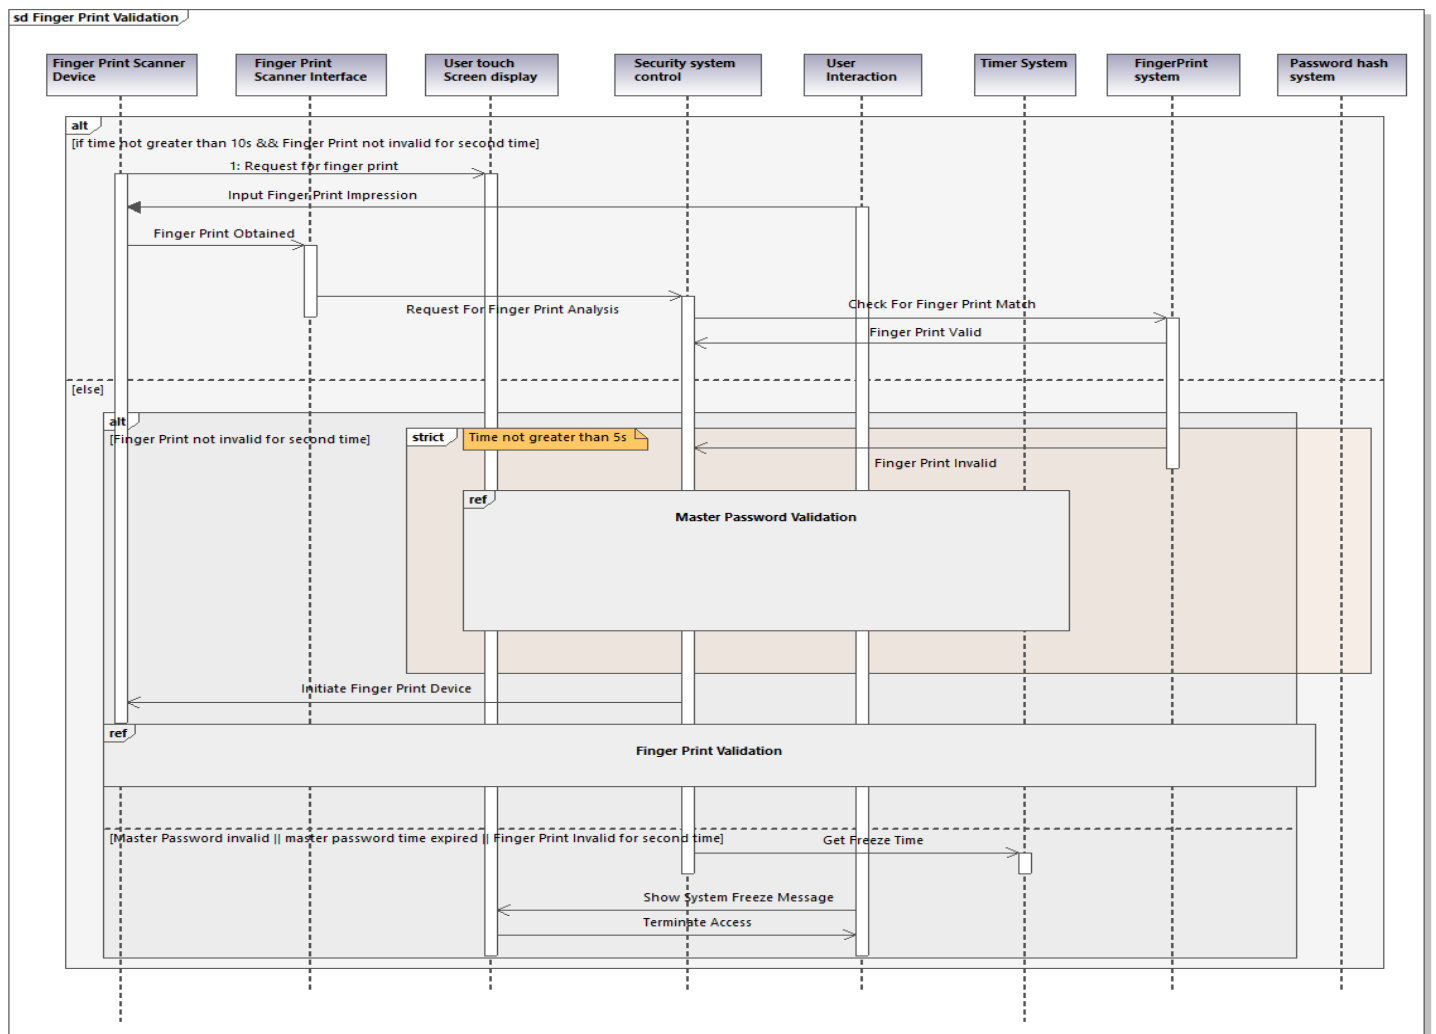 sd Finger Print Validation
Finger Print Scanner
Device
Finger Print
Scanner Interface
User touch
Screen display
Security system
control
User
Interaction
Timer System
FingerPrint
system
Password hash
system
alt
[if time not greater than 10s && Finger Print not invalid for second time]
1: Request for finger print
Input Finger Print Impression
Finger Print Obtained
Request For Finger Print Analysis
Check For Finger Print Match
Finger Print Valid
[else]
alt
[Finger Print not invalid for second time]
strict
Time not greater than 5s
Finger Print Invalid
ref
Master Password Validation
Initiate Finger Print Device
ref
Finger Print Validation
[Master Password invalid || master password time expired || Finger Print Invalid for second time]
Get Freeze Time
Show System Freeze Message
Terminate Access